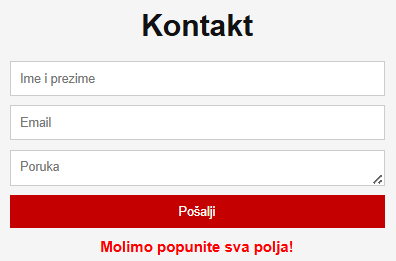 Kontakt
Ime i prezime
Email
Poruka
Pošalji
Molimo popunite sva polja!